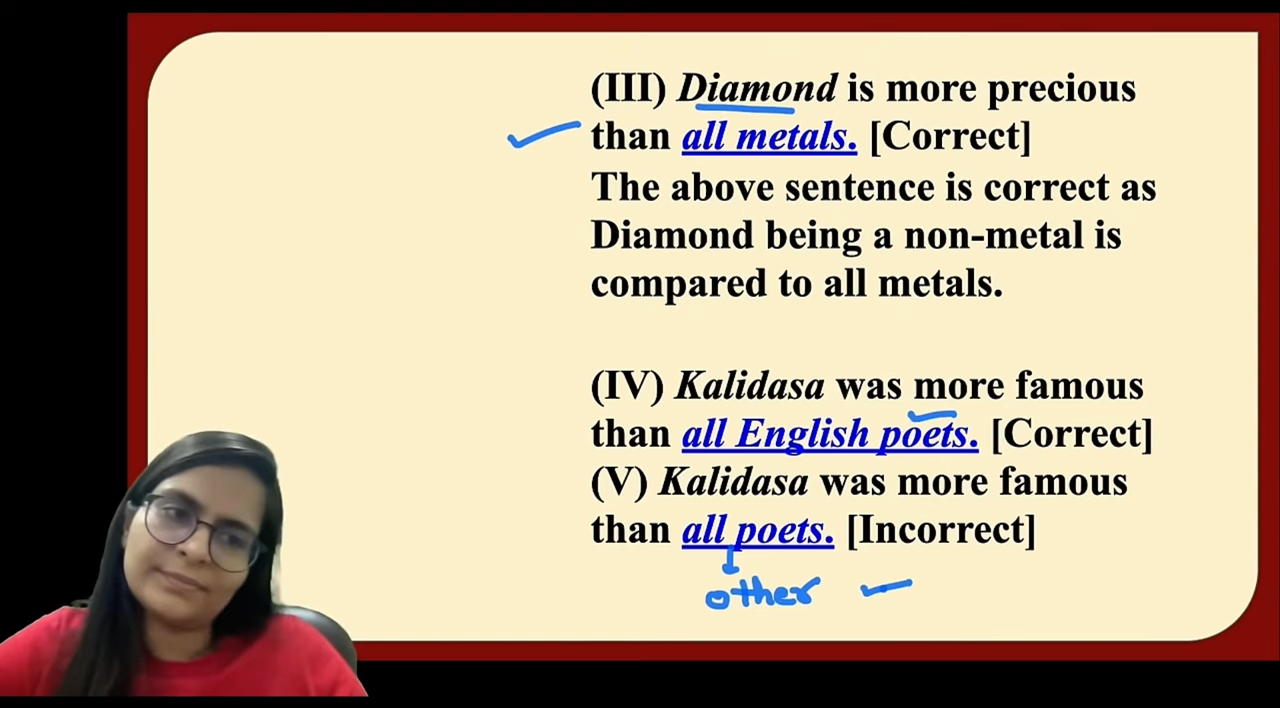 (III) Diamond is more precious
than all metals. [Correct]
The above sentence is correct as
Diamond being a non-metal is
compared to all metals.
(IV) Kalidasa was more famous
than all English poets. [Correct]
(V) Kalidasa was more famous
than all poets. [Incorrect]
other